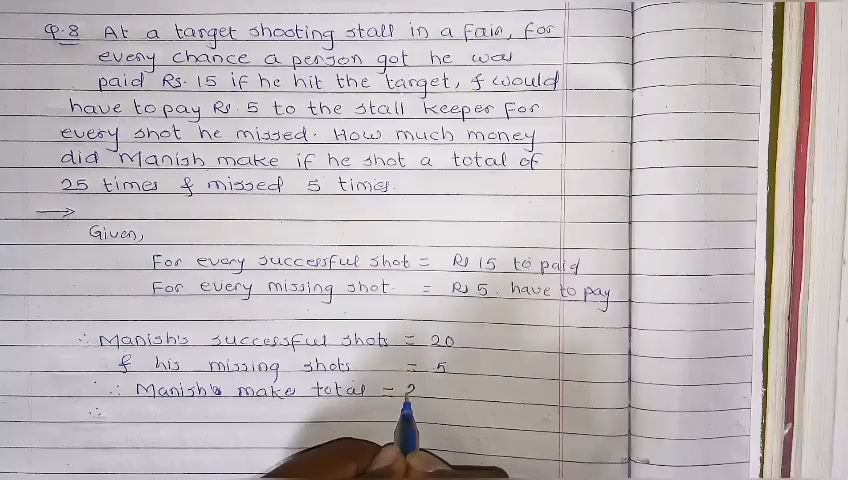 Q.8 At a target shooting stall in a fair, for
every chance a person got he was
paid Rs. 15 if he hit the target, & would
have to pay Rs. 5 to the stall keeper for
every shot he missed. How much money
did Manish make if he shot a total of
25 times & missed 5 times.
→
Given,
For every successful shot = Rs 15 to paid
For every missing shot. = Rs 5. have to pay
∴ Manish's successful shots = 20
& his missing shots = 5
∴ Manish's make total = 2
∴